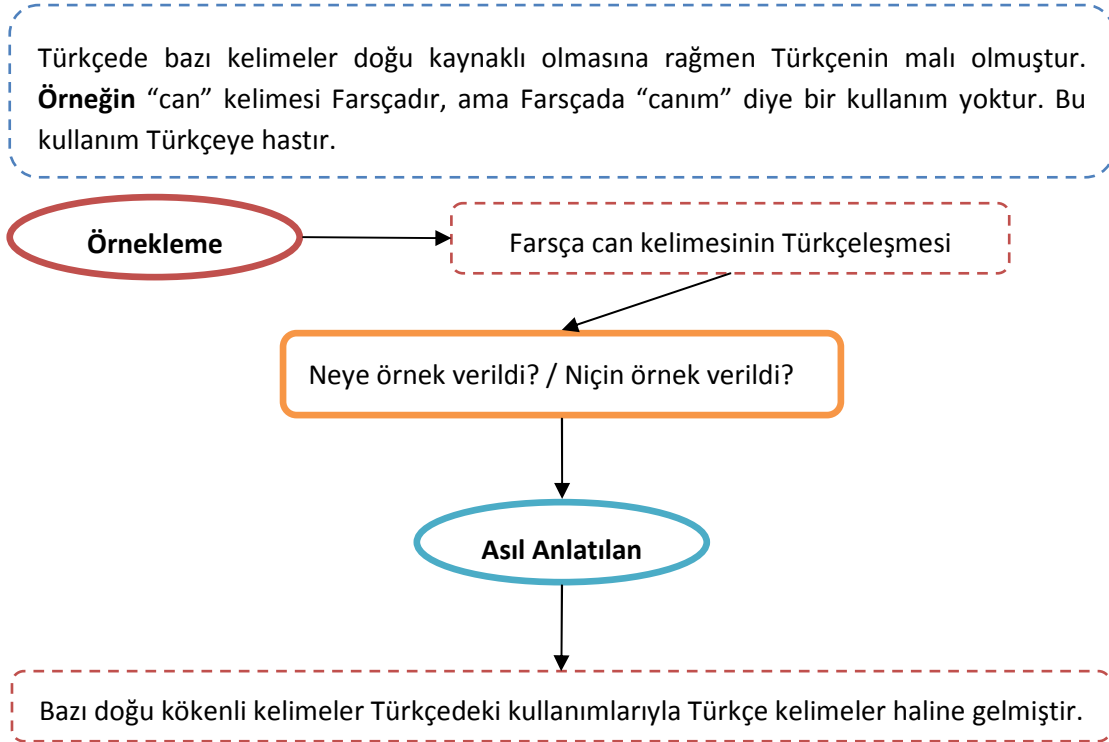 Türkçede bazı kelimeler doğu kaynaklı olmasına rağmen Türkçenin malı olmuştur.
Örneğin “can” kelimesi Farsçadır, ama Farsçada “canım” diye bir kullanım yoktur. Bu
kullanım Türkçeye hastır.
Örnekleme
Farsça can kelimesinin Türkçeleşmesi
Neye örnek verildi? / Niçin örnek verildi?
Asıl Anlatılan
Bazı doğu kökenli kelimeler Türkçedeki kullanımlarıyla Türkçe kelimeler haline gelmiştir.